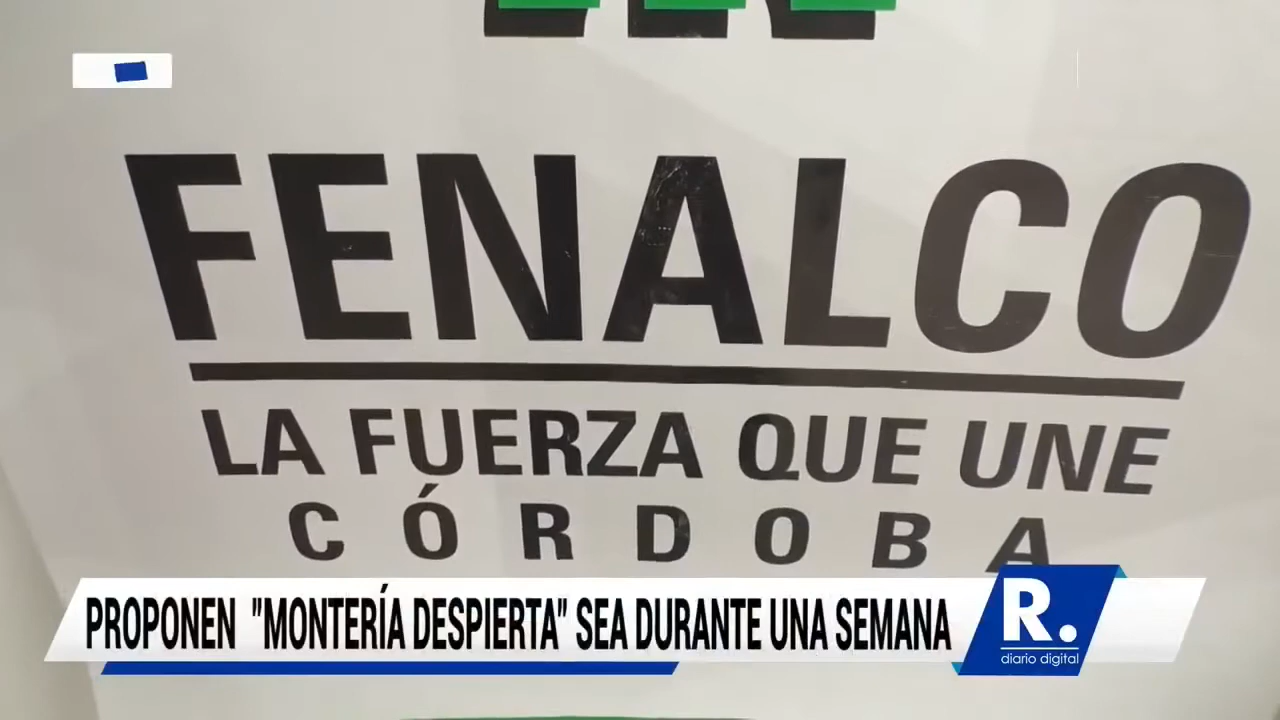 FENALCO
LA FUERZA QUE UNE
CÓRDOBA
PROPONEN "MONTERÍA DESPIERTA" SEA DURANTE UNA SEMANA
R.
diario digital